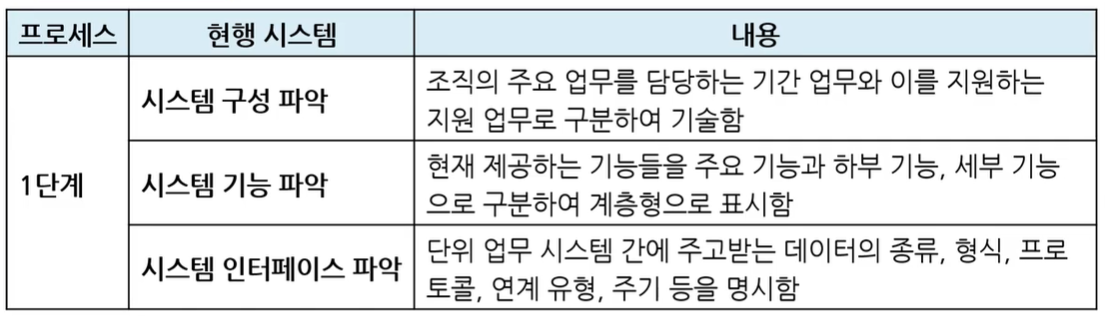 프로세스 현행 시스템 내용
1단계
시스템 구성 파악
조직의 주요 업무를 담당하는 기간 업무와 이를 지원하는
지원 업무로 구분하여 기술함
시스템 기능 파악
현재 제공하는 기능들을 주요 기능과 하부 기능, 세부 기능
으로 구분하여 계층형으로 표시함
시스템 인터페이스 파악
단위 업무 시스템 간에 주고받는 데이터의 종류, 형식, 프로
토콜, 연계 유형, 주기 등을 명시함